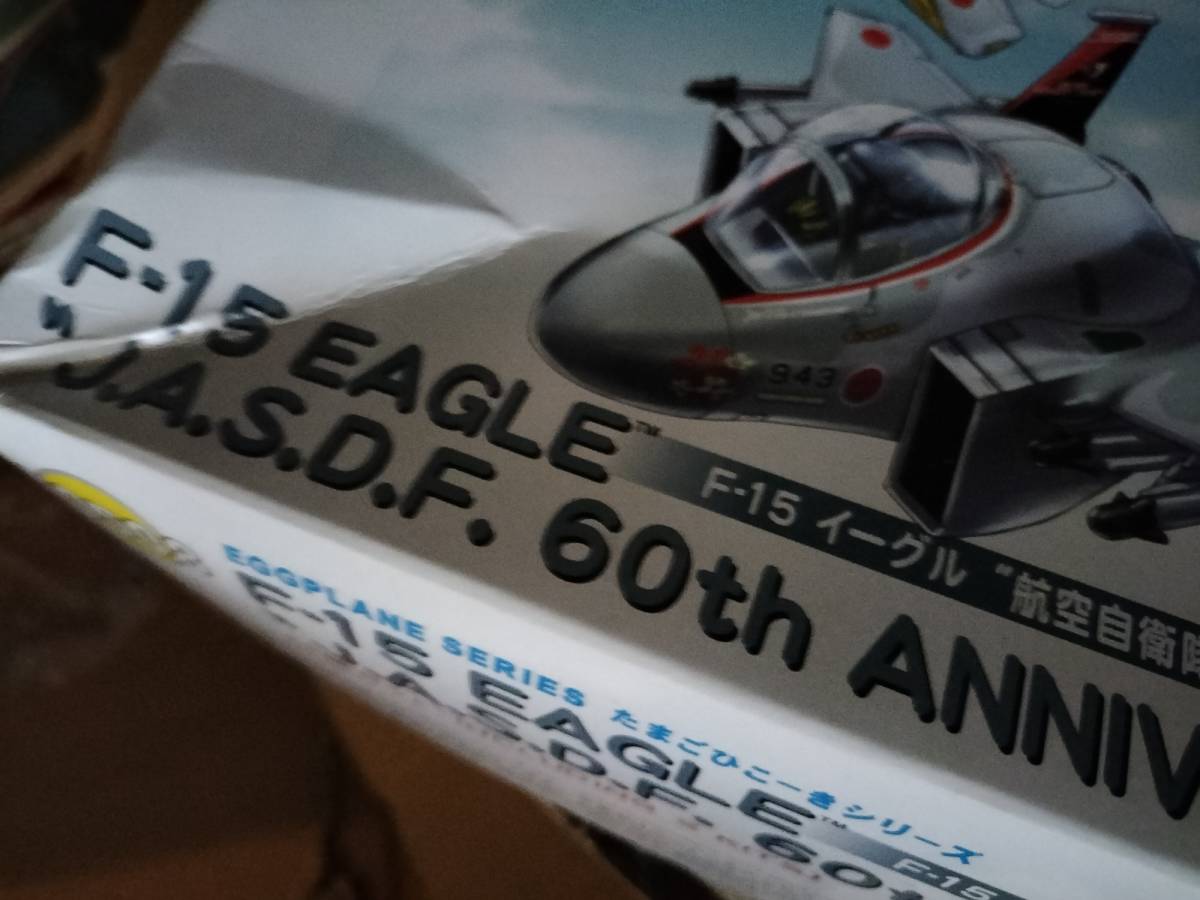 F-15 EAGLE™
"J.A.S.D.F. 60th ANNIV
F-15 イーグル "航空自衛隊
943
EGGPLANE SERIES たまごひこーきシリーズ
F-15 EAGLE™
J.A.S.D.F. 60t
F-15